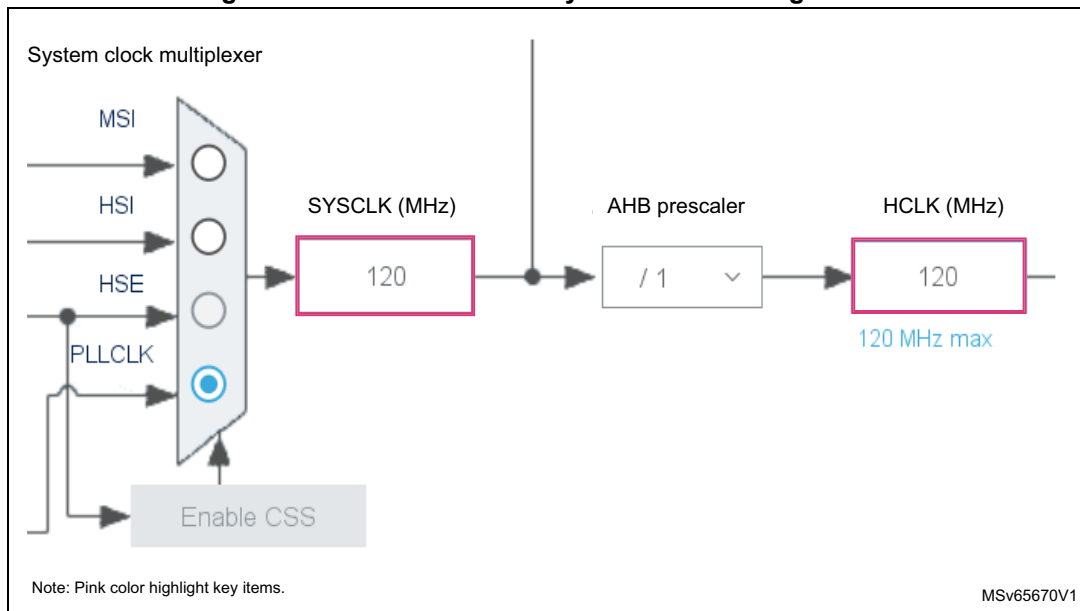 System clock multiplexer
MSI
HSI
SYSCLK (MHz)
AHB prescaler
HCLK (MHz)
120
/ 1
120
HSE
120 MHz max
PLLCLK
Enable CSS
Note: Pink color highlight key items.
MSv65670V1